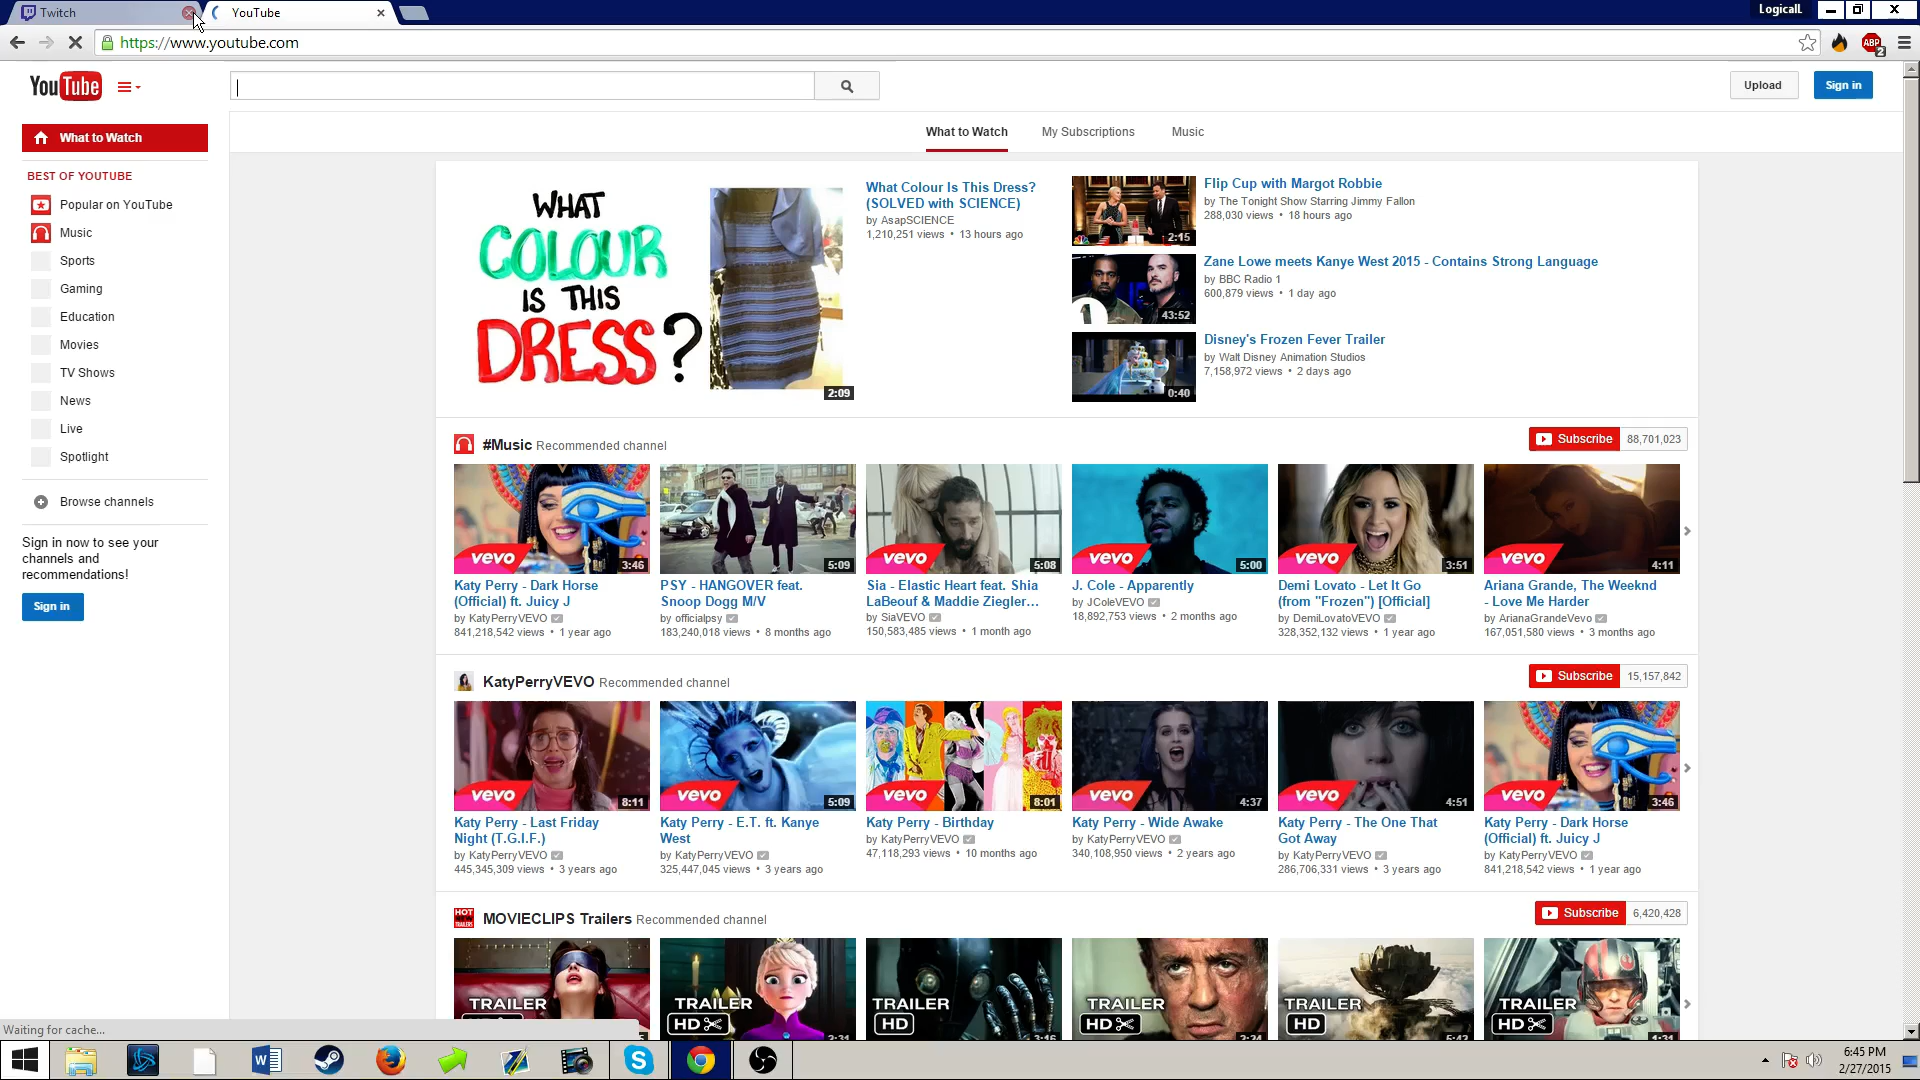 Twitch
YouTube
LogicalL
https://www.youtube.com
ABP
2
YouTube
Upload
Sign in
What to Watch
What to Watch
My Subscriptions
Music
BEST OF YOUTUBE
Popular on YouTube
Music
Sports
Gaming
Education
Movies
TV Shows
News
Live
Spotlight
Browse channels
Sign in now to see your
channels and
recommendations!
Sign in
WHAT
COLOUR
IS THIS
DRESS?
2:09
What Colour Is This Dress?
(SOLVED with SCIENCE)
by AsapSCIENCE
1,210,251 views • 13 hours ago
2:15
Flip Cup with Margot Robbie
by The Tonight Show Starring Jimmy Fallon
288,030 views • 18 hours ago
1
43:52
Zane Lowe meets Kanye West 2015 - Contains Strong Language
by BBC Radio 1
600,879 views • 1 day ago
0:40
Disney's Frozen Fever Trailer
by Walt Disney Animation Studios
7,158,972 views • 2 days ago
#Music Recommended channel
Subscribe 88,701,023
vevo 3:46
Katy Perry - Dark Horse
(Official) ft. Juicy J
by KatyPerryVEVO
841,218,542 views • 1 year ago
5:09
PSY - HANGOVER feat.
Snoop Dogg M/V
by officialpsy
183,240,018 views • 8 months ago
vevo 5:08
Sia - Elastic Heart feat. Shia
LaBeouf & Maddie Ziegler...
by SiaVEVO
150,583,485 views • 1 month ago
vevo 5:00
J. Cole - Apparently
by JColeVEVO
18,892,753 views • 2 months ago
vevo 3:51
Demi Lovato - Let It Go
(from "Frozen") [Official]
by DemiLovatoVEVO
328,352,132 views • 1 year ago
vevo 4:11
Ariana Grande, The Weeknd
- Love Me Harder
by ArianaGrandeVevo
167,051,580 views • 3 months ago
KatyPerryVEVO Recommended channel
Subscribe 15,157,842
vevo 8:11
Katy Perry - Last Friday
Night (T.G.I.F.)
by KatyPerryVEVO
445,345,309 views • 3 years ago
vevo 5:09
Katy Perry - E.T. ft. Kanye
West
by KatyPerryVEVO
325,447,045 views • 3 years ago
vevo 8:01
Katy Perry - Birthday
by KatyPerryVEVO
47,118,293 views • 10 months ago
vevo 4:37
Katy Perry - Wide Awake
by KatyPerryVEVO
340,108,950 views • 2 years ago
vevo 4:51
Katy Perry - The One That
Got Away
by KatyPerryVEVO
286,706,331 views • 3 years ago
vevo 3:46
Katy Perry - Dark Horse
(Official) ft. Juicy J
by KatyPerryVEVO
841,218,542 views • 1 year ago
HOT
MOVIECLIPS Trailers Recommended channel
Subscribe 6,420,428
TRAILER
TRAILER
HD
TRAILER
HD
TRAILER
HD
TRAILER
HD
TRAILER
HD
Waiting for cache...
6:45 PM
2/27/2015